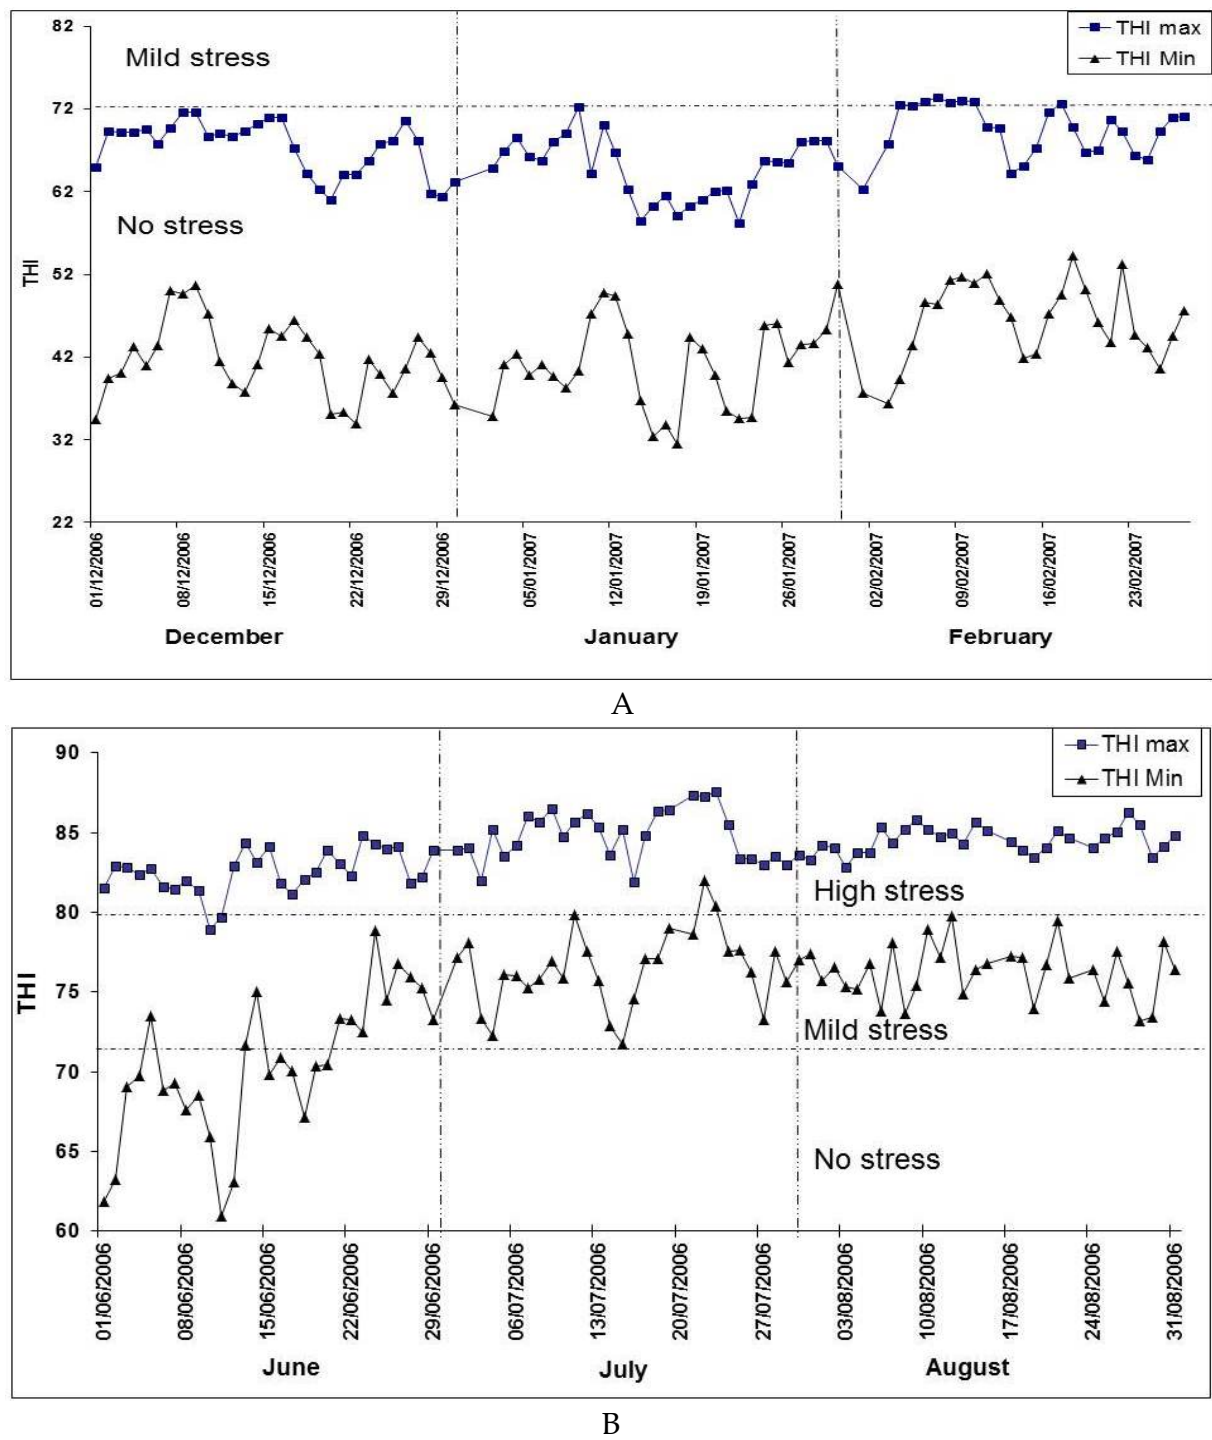 82
THI max
THI Min
Mild stress
72
62
No stress
THI
52
42
32
22
01/12/2006
08/12/2006
15/12/2006
22/12/2006
29/12/2006
05/01/2007
12/01/2007
19/01/2007
26/01/2007
02/02/2007
09/02/2007
16/02/2007
23/02/2007
December January February
A
90
THI max
THI Min
85
High stress
80
THI
75
Mild stress
70
65
No stress
60
01/06/2006
08/06/2006
15/06/2006
22/06/2006
29/06/2006
06/07/2006
13/07/2006
20/07/2006
27/07/2006
03/08/2006
10/08/2006
17/08/2006
24/08/2006
31/08/2006
June July August
B